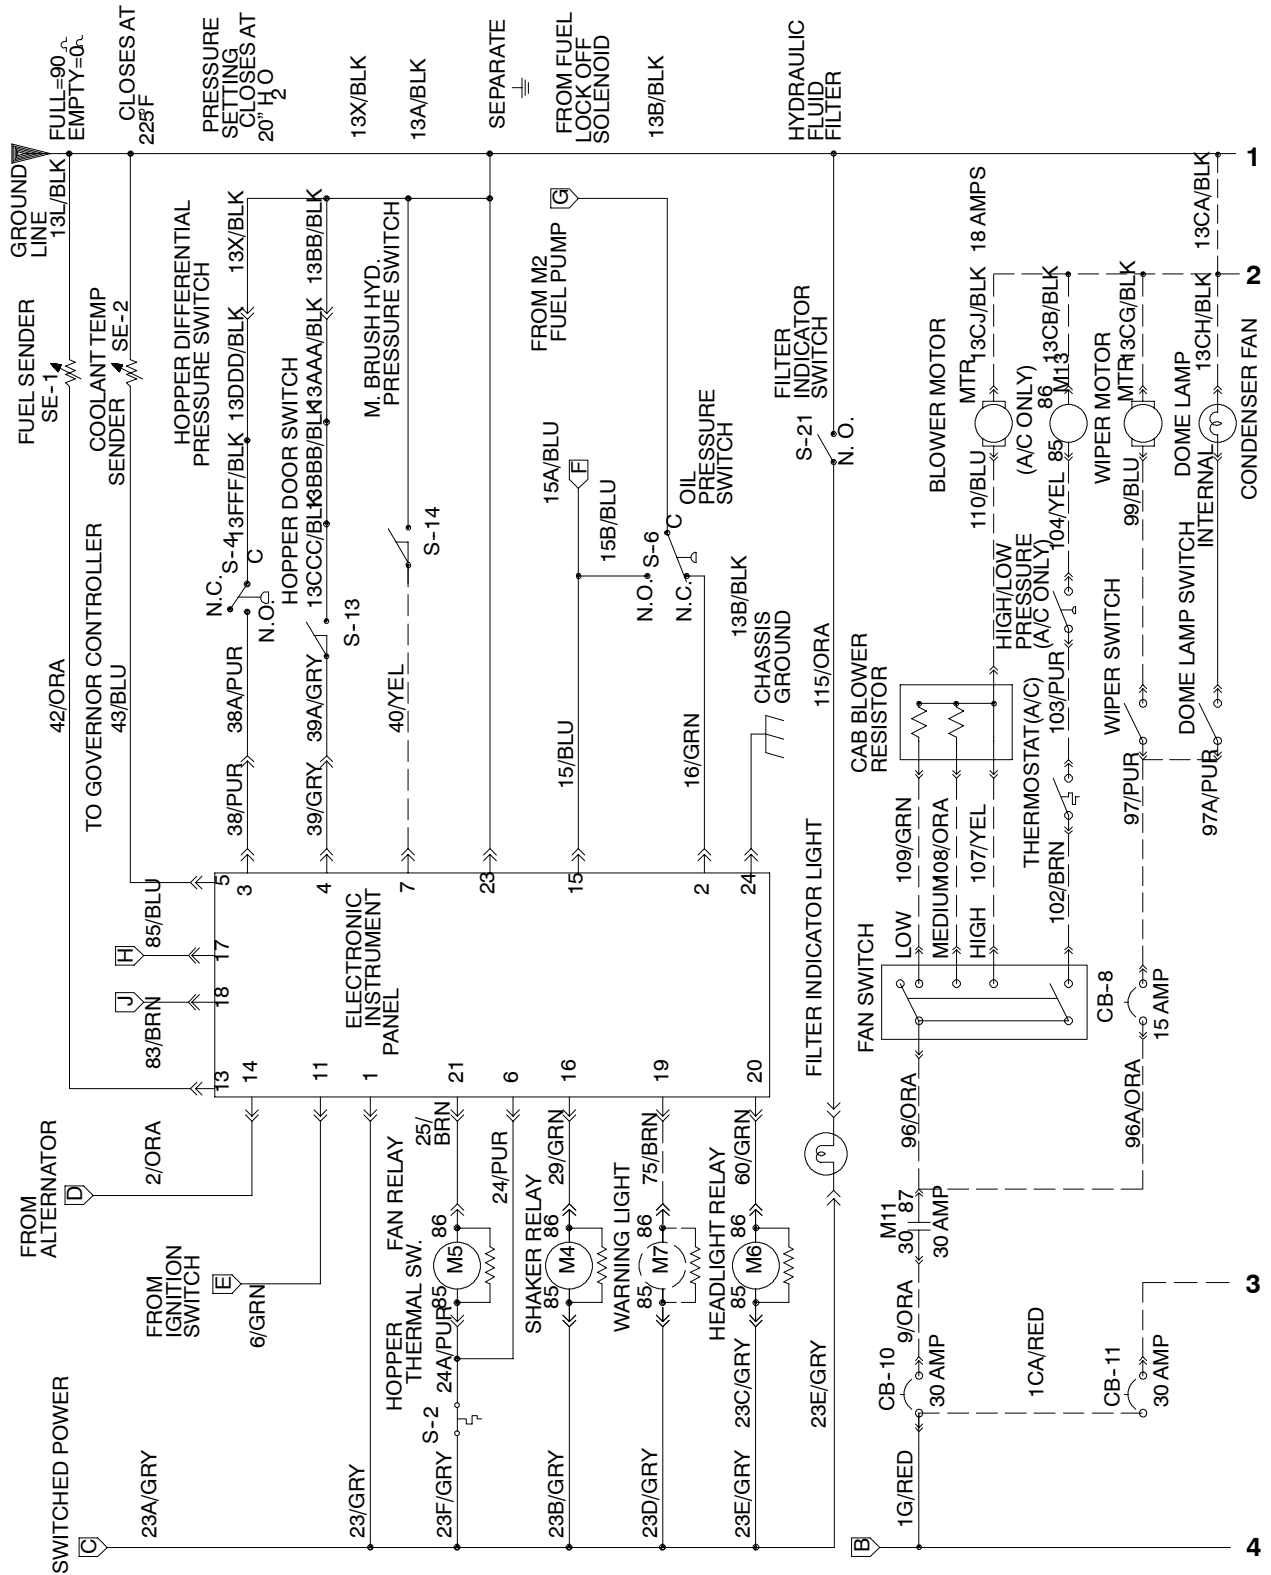 GROUND
LINE
13L/BLK
FULL=90
EMPTY=0
CLOSES AT
225°F
PRESSURE
SETTING
CLOSES AT
20" H2O
13X/BLK
13A/BLK
SEPARATE
FROM FUEL
LOCK OFF
SOLENOID
13B/BLK
HYDRAULIC
FLUID
FILTER
1
FUEL SENDER
SE-1
COOLANT TEMP
SENDER
SE-2
HOPPER DIFFERENTIAL
PRESSURE SWITCH
13X/BLK
13DDD/BLK
13FFF/BLK
S-4
C
N.C.
N.O.
38A/PUR
38/PUR
HOPPER DOOR SWITCH
13BB/BLK
13AAA/BLK
13BBB/BLK
13CCC/BLK
S-13
39A/GRY
39/GRY
M. BRUSH HYD.
PRESSURE SWITCH
S-14
40/YEL
TO GOVERNOR CONTROLLER
42/ORA
43/BLU
FROM M2
FUEL PUMP
G
15A/BLU
F
15B/BLU
N.O.
S-6
C
N.C.
OIL
PRESSURE
SWITCH
15/BLU
16/GRN
13B/BLK
CHASSIS
GROUND
FILTER
INDICATOR
SWITCH
S-21
N. O.
115/ORA
FILTER INDICATOR LIGHT
85/BLU
H
J
83/BRN
5
17
18
13
3
4
7
23
15
2
24
ELECTRONIC
INSTRUMENT
PANEL
14
11
1
21
6
16
19
20
FROM
ALTERNATOR
D
2/ORA
FROM
IGNITION
SWITCH
E
6/GRN
FAN RELAY
25/
BRN
24/PUR
86
M5
85
HOPPER
THERMAL SW.
24A/PUR
S-2
SHAKER RELAY
29/GRN
86
M4
85
WARNING LIGHT
75/BRN
86
M7
85
HEADLIGHT RELAY
60/GRN
86
M6
85
23C/GRY
23E/GRY
SWITCHED POWER
C
23A/GRY
23/GRY
23F/GRY
23B/GRY
23D/GRY
23E/GRY
BLOWER MOTOR
MTR
13CJ/BLK
18 AMPS
110/BLU
(A/C ONLY)
86
M13
13CB/BLK
85
104/YEL
HIGH/LOW
PRESSURE
(A/C ONLY)
103/PUR
THERMOSTAT (A/C)
102/BRN
WIPER MOTOR
MTR
13CG/BLK
99/BLU
WIPER SWITCH
97/PUR
DOME LAMP
INTERNAL
13CH/BLK
13CA/BLK
CONDENSER FAN
DOME LAMP SWITCH
97A/PUR
2
CAB BLOWER
RESISTOR
LOW
109/GRN
MEDIUM
08/ORA
HIGH
107/YEL
FAN SWITCH
CB-8
15 AMP
96/ORA
96A/ORA
M11
30
87
30 AMP
9/ORA
CB-10
30 AMP
1CA/RED
CB-11
30 AMP
3
1G/RED
B
4